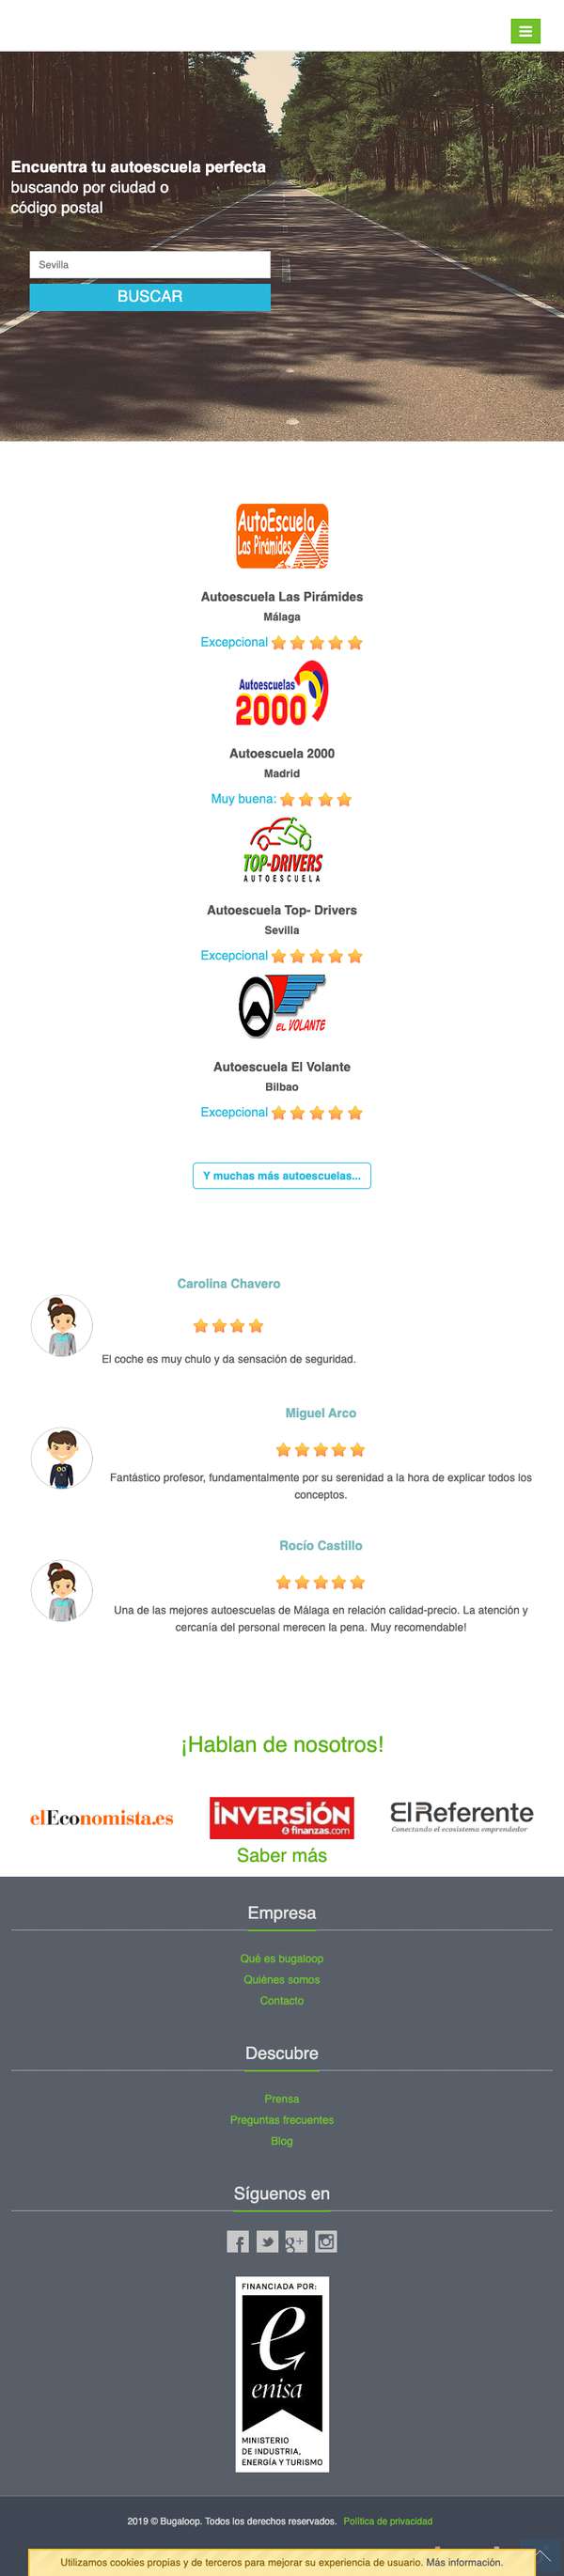 Encuentra tu autoescuela perfecta
buscando por ciudad o
código postal
Sevilla
BUSCAR
AutoEscuela
Las Pirámides
Autoescuela Las Pirámides
Málaga
Excepcional
Autoescuelas
2000
Autoescuela 2000
Madrid
Muy buena:
TOP-DRIVERS
AUTOESCUELA
Autoescuela Top- Drivers
Sevilla
Excepcional
EL VOLANTE
Autoescuela El Volante
Bilbao
Excepcional
Y muchas más autoescuelas...
Carolina Chavero
El coche es muy chulo y da sensación de seguridad.
Miguel Arco
Fantástico profesor, fundamentalmente por su serenidad a la hora de explicar todos los
conceptos.
Rocío Castillo
Una de las mejores autoescuelas de Málaga en relación calidad-precio. La atención y
cercanía del personal merecen la pena. Muy recomendable!
¡Hablan de nosotros!
elEconomista.es
INVERSIÓN
finanzas.com
El Referente
Conectando el ecosistema emprendedor
Saber más
Empresa
Qué es bugaloop
Quiénes somos
Contacto
Descubre
Prensa
Preguntas frecuentes
Blog
Síguenos en
FINANCIADA POR:
e
enisa
MINISTERIO
DE INDUSTRIA,
ENERGÍA Y TURISMO
2019 © Bugaloop. Todos los derechos reservados. Política de privacidad
Utilizamos cookies propias y de terceros para mejorar su experiencia de usuario. Más información.